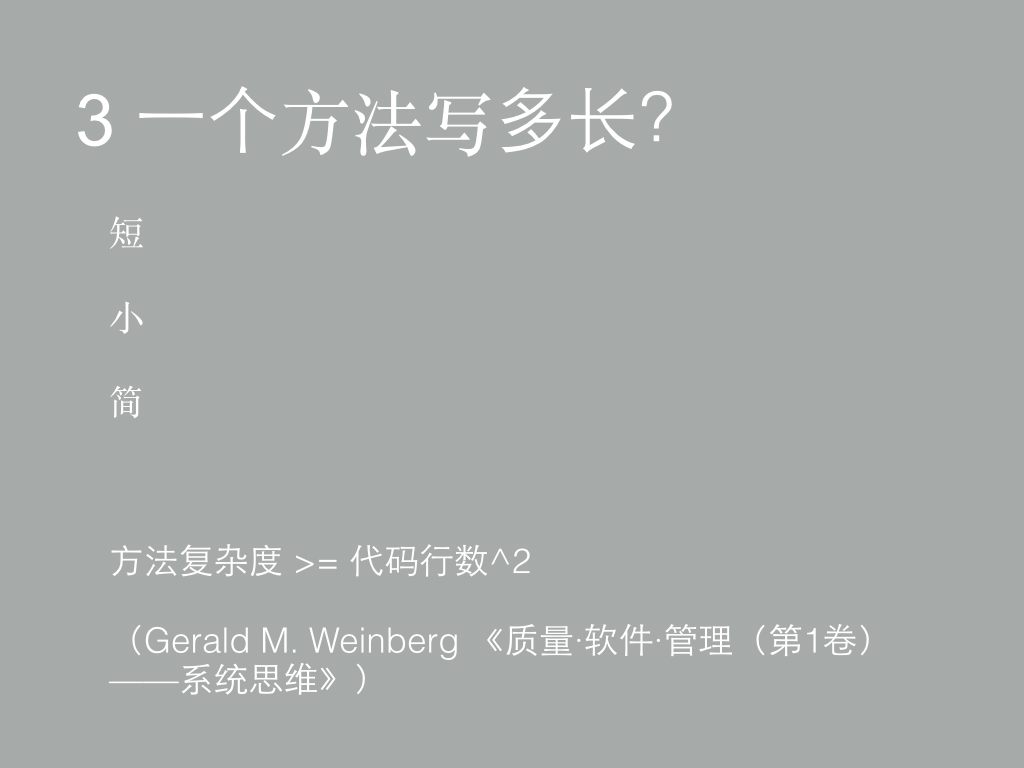 3 一个方法写多长?
短
小
简
方法复杂度 >= 代码行数^2
（Gerald M. Weinberg 《质量·软件·管理（第1卷）
——系统思维》）